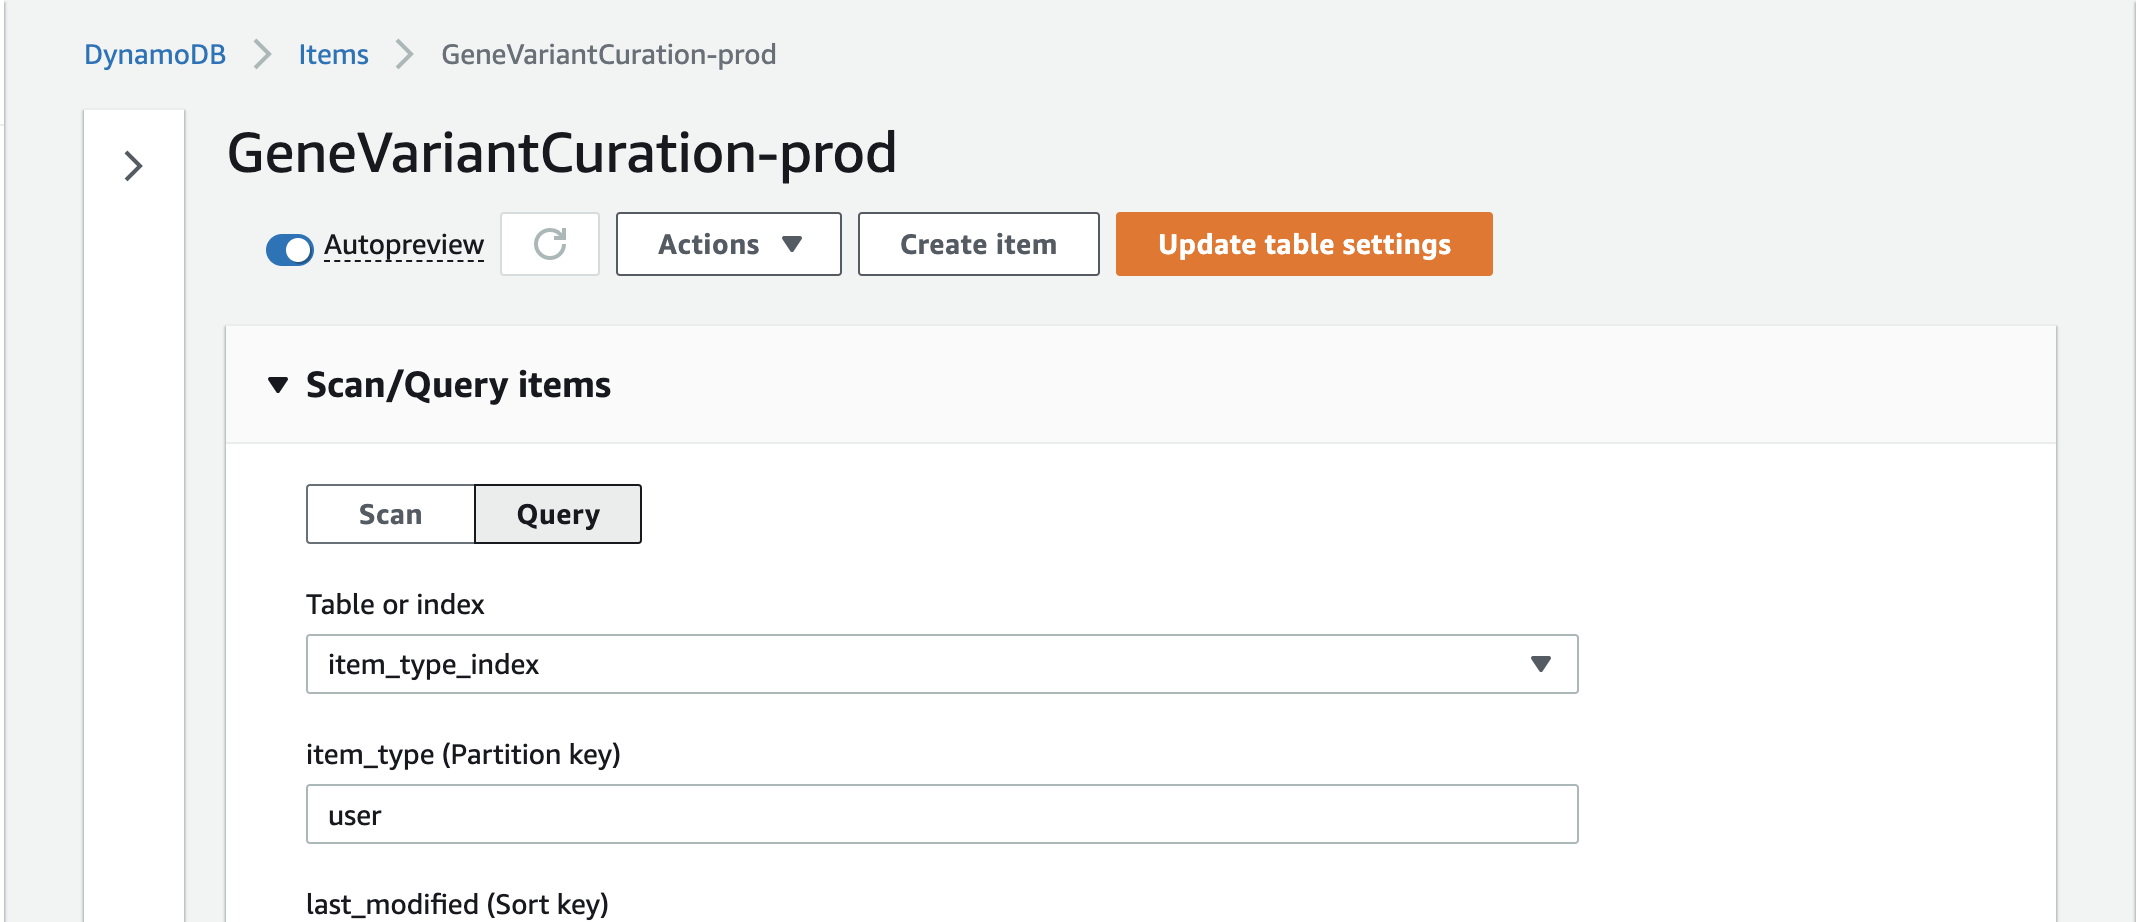 DynamoDB Items GeneVariantCuration-prod
GeneVariantCuration-prod
Autopreview Actions Create item Update table settings
Scan/Query items
Scan Query
Table or index
item_type_index
item_type (Partition key)
user
last_modified (Sort key)